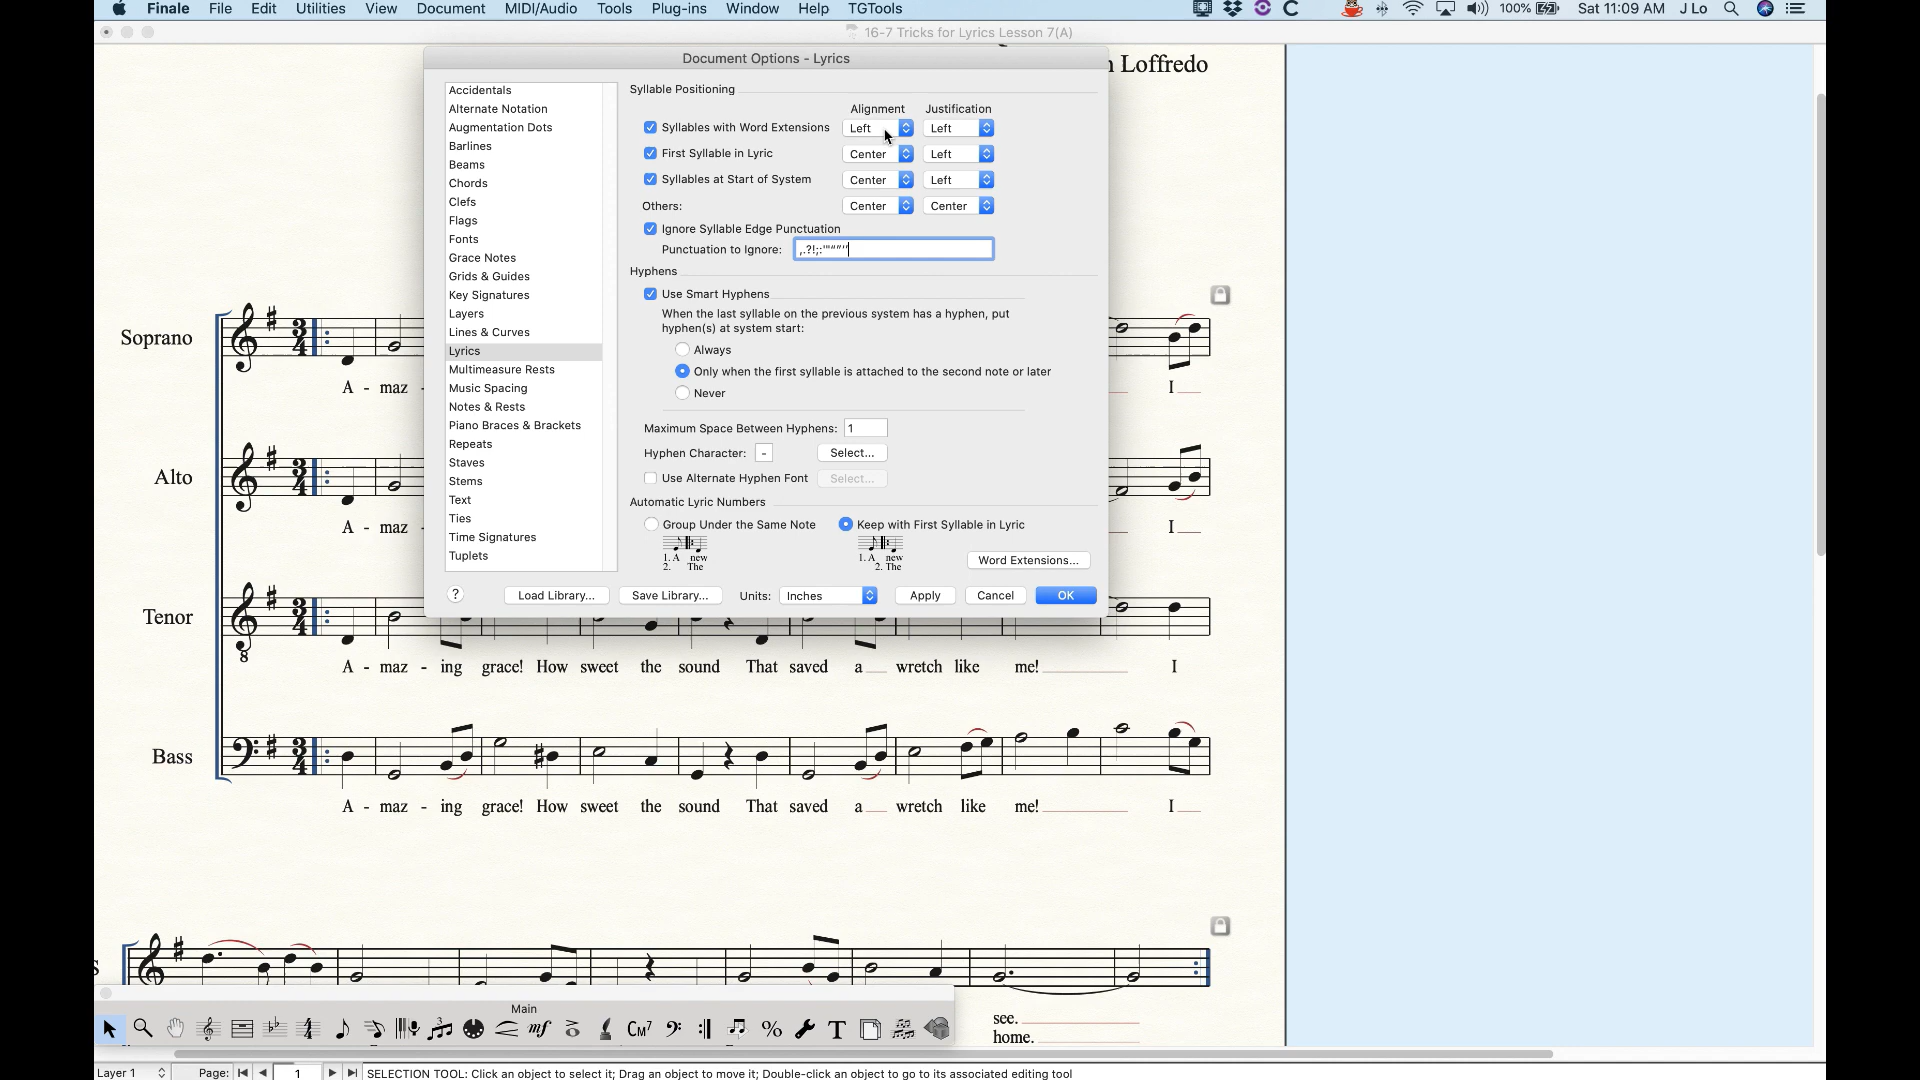 Finale File Edit Utilities View Document MIDI/Audio Tools Plug-ins Window Help TGTools 100% Sat 11:09 AM J Lo
16-7 Tricks for Lyrics Lesson 7(A)
Document Options - Lyrics
Loffredo
Accidentals
Alternate Notation
Augmentation Dots
Barlines
Beams
Chords
Clefs
Flags
Fonts
Grace Notes
Grids & Guides
Key Signatures
Layers
Lines & Curves
Lyrics
Multimeasure Rests
Music Spacing
Notes & Rests
Piano Braces & Brackets
Repeats
Staves
Stems
Text
Ties
Time Signatures
Tuplets
Syllable Positioning
Alignment Justification
Syllables with Word Extensions Left Left
First Syllable in Lyric Center Left
Syllables at Start of System Center Left
Others: Center Center
Ignore Syllable Edge Punctuation
Punctuation to Ignore:
Hyphens
Use Smart Hyphens
When the last syllable on the previous system has a hyphen, put
hyphen(s) at system start:
Always
Only when the first syllable is attached to the second note or later
Never
Maximum Space Between Hyphens: 1
Hyphen Character: - Select...
Use Alternate Hyphen Font Select...
Automatic Lyric Numbers
Group Under the Same Note Keep with First Syllable in Lyric
1. A new 1. A new
2. The 2. The
Word Extensions...
? Load Library... Save Library... Units: Inches Apply Cancel OK
Soprano
A - maz - I
Alto
A - maz - I
Tenor
8
A - maz - ing grace! How sweet the sound That saved a wretch like me! I
Bass
A - maz - ing grace! How sweet the sound That saved a wretch like me! I
S
see.
home.
Main
Layer 1 Page: 1 SELECTION TOOL: Click an object to select it; Drag an object to move it; Double-click an object to go to its associated editing tool